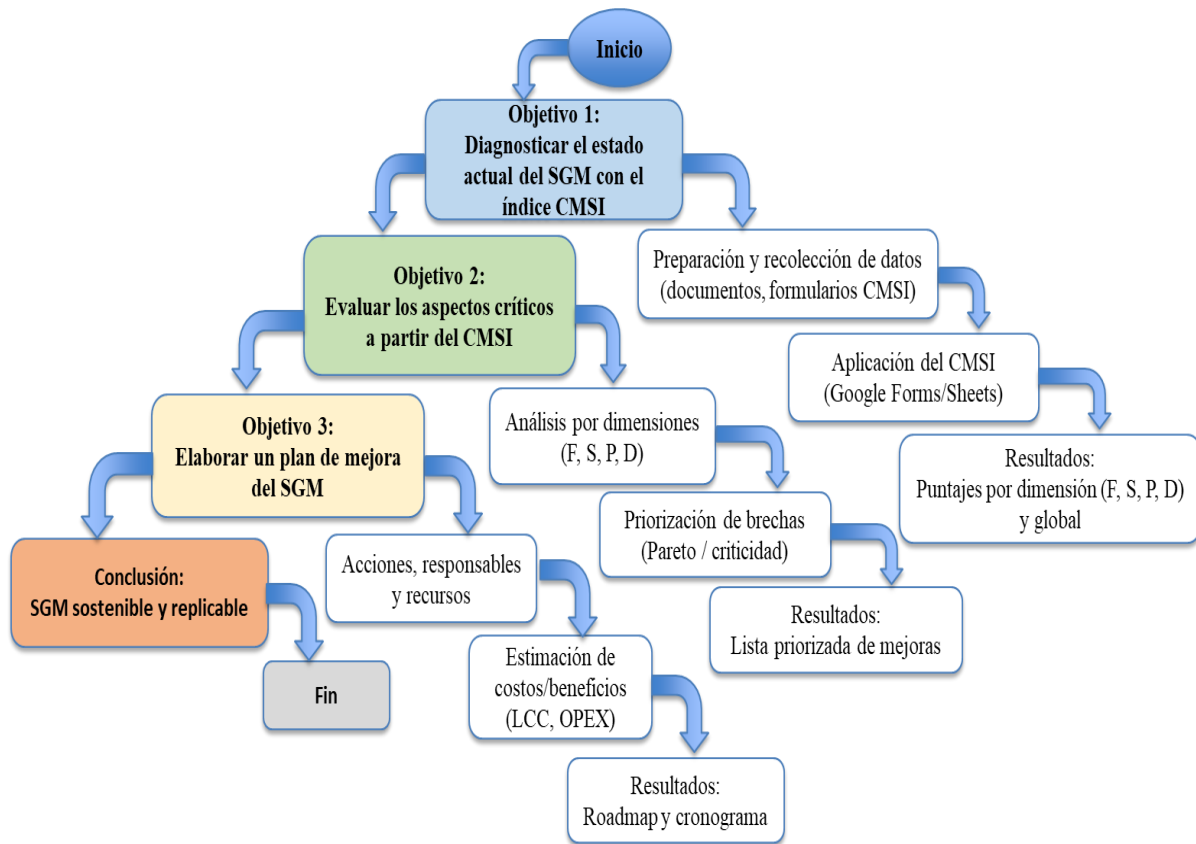 Inicio
Objetivo 1:
Diagnosticar el estado
actual del SGM con el
índice CMSI
Preparación y recolección de datos
(documentos, formularios CMSI)
Aplicación del CMSI
(Google Forms/Sheets)
Resultados:
Puntajes por dimensión (F, S, P, D)
y global
Objetivo 2:
Evaluar los aspectos críticos
a partir del CMSI
Análisis por dimensiones
(F, S, P, D)
Priorización de brechas
(Pareto / criticidad)
Resultados:
Lista priorizada de mejoras
Objetivo 3:
Elaborar un plan de mejora
del SGM
Acciones, responsables
y recursos
Estimación de
costos/beneficios
(LCC, OPEX)
Resultados:
Roadmap y cronograma
Conclusión:
SGM sostenible y replicable
Fin